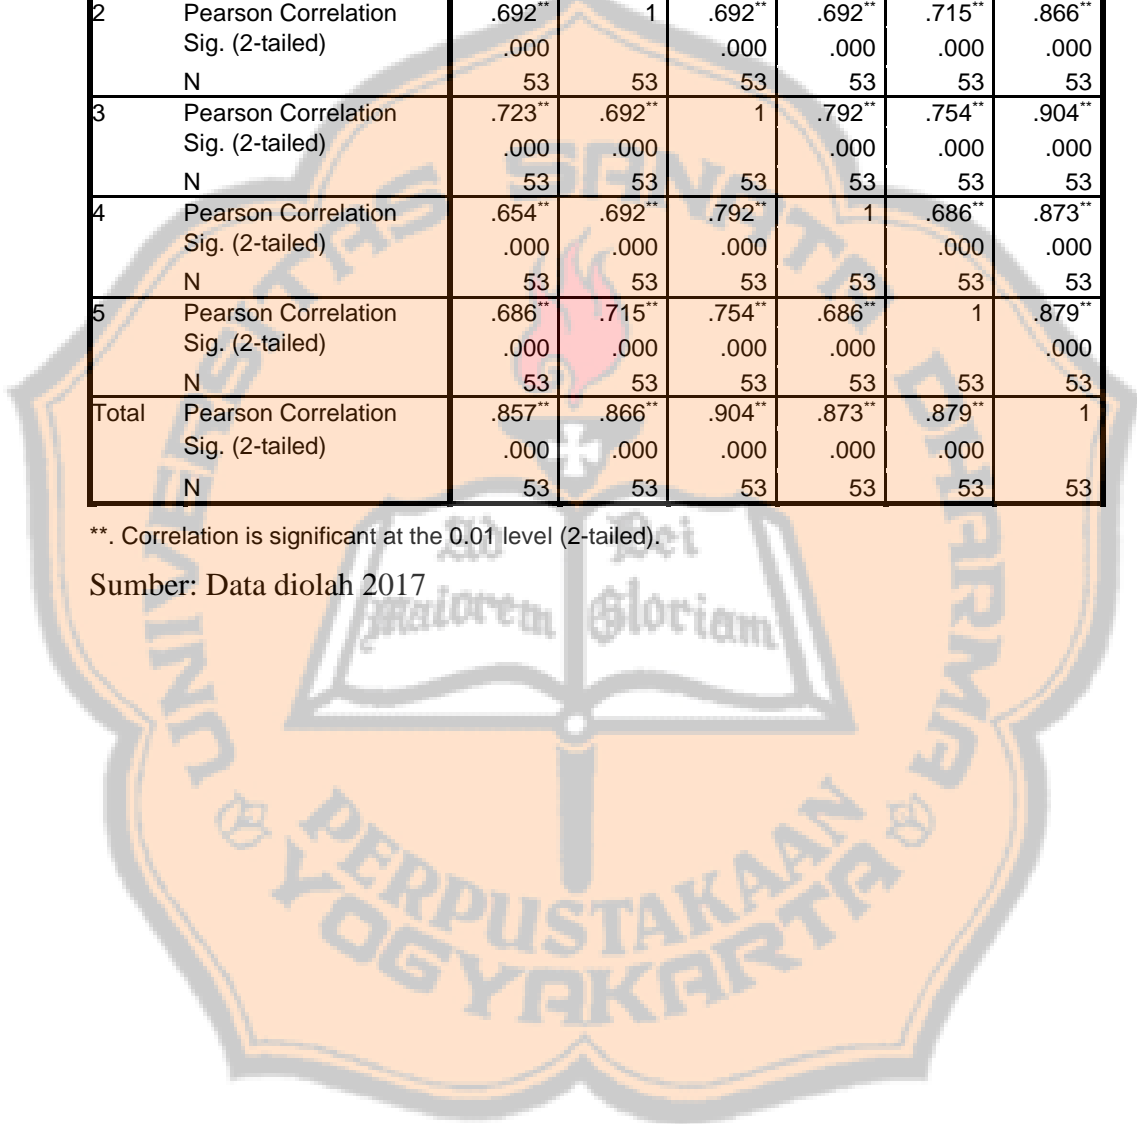 2 Pearson Correlation .692** 1 .692** .692** .715** .866**
Sig. (2-tailed) .000 .000 .000 .000 .000
N 53 53 53 53 53 53
3 Pearson Correlation .723** .692** 1 .792** .754** .904**
Sig. (2-tailed) .000 .000 .000 .000 .000
N 53 53 53 53 53 53
4 Pearson Correlation .654** .692** .792** 1 .686** .873**
Sig. (2-tailed) .000 .000 .000 .000 .000
N 53 53 53 53 53 53
5 Pearson Correlation .686** .715** .754** .686** 1 .879**
Sig. (2-tailed) .000 .000 .000 .000 .000
N 53 53 53 53 53 53
Total Pearson Correlation .857** .866** .904** .873** .879** 1
Sig. (2-tailed) .000 .000 .000 .000 .000
N 53 53 53 53 53 53
**. Correlation is significant at the 0.01 level (2-tailed).
Sumber: Data diolah 2017
UNIVERSITAS SANATA DHARMA
Ad Dei
Maiorem Gloriam
PERPUSTAKAAN
YOGYAKARTA